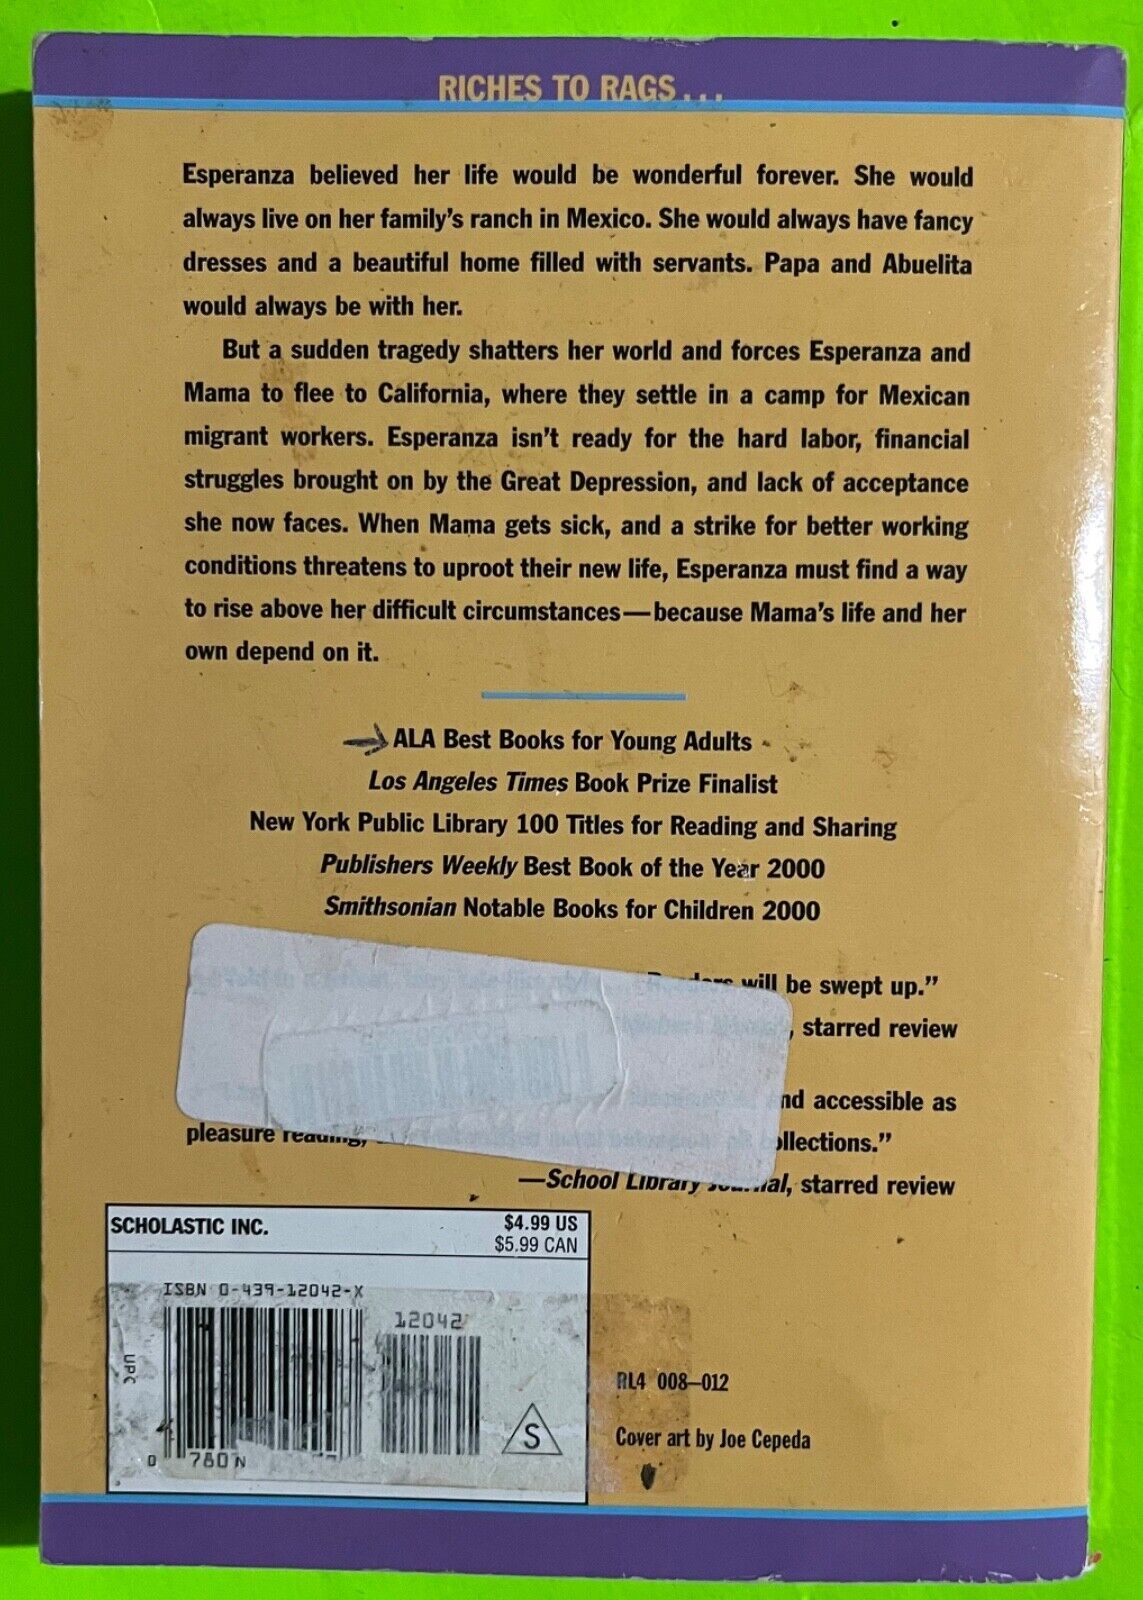 RICHES TO RAGS...
Esperanza believed her life would be wonderful forever. She would
always live on her family's ranch in Mexico. She would always have fancy
dresses and a beautiful home filled with servants. Papa and Abuelita
would always be with her.
But a sudden tragedy shatters her world and forces Esperanza and
Mama to flee to California, where they settle in a camp for Mexican
migrant workers. Esperanza isn't ready for the hard labor, financial
struggles brought on by the Great Depression, and lack of acceptance
she now faces. When Mama gets sick, and a strike for better working
conditions threatens to uproot their new life, Esperanza must find a way
to rise above her difficult circumstances—because Mama's life and her
own depend on it.
ALA Best Books for Young Adults
Los Angeles Times Book Prize Finalist
New York Public Library 100 Titles for Reading and Sharing
Publishers Weekly Best Book of the Year 2000
Smithsonian Notable Books for Children 2000
Readers will be swept up."
, starred review
and accessible as
pleasure reading, collections."
—School Library Journal, starred review
SCHOLASTIC INC.
$4.99 US
$5.99 CAN
ISBN 0-439-12042-X
12042
UPC
S
0 780
RL4 008–012
Cover art by Joe Cepeda